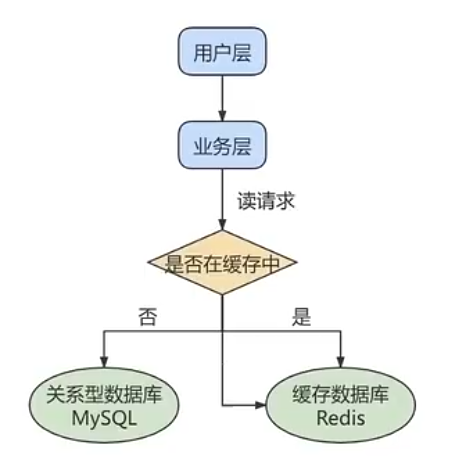 用户层
业务层
读请求
是否在缓存中
否
是
关系型数据库
MySQL
缓存数据库
Redis